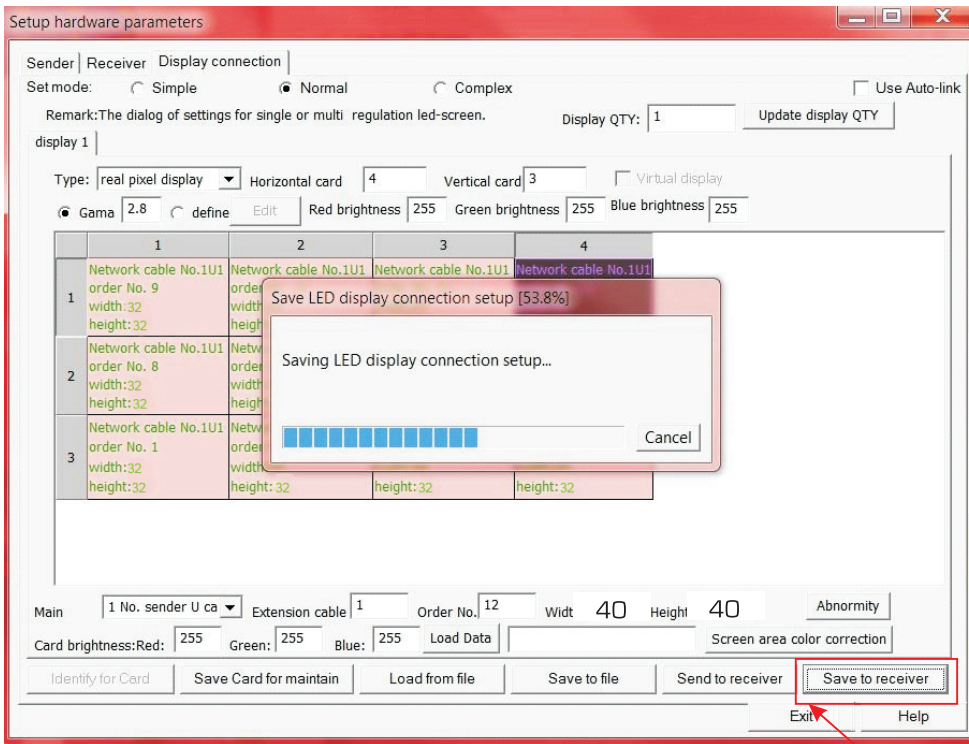 Setup hardware parameters
Sender Receiver Display connection
Set mode: Simple Normal Complex Use Auto-link
Remark:The dialog of settings for single or multi regulation led-screen. Display QTY: 1 Update display QTY
display 1
Type: real pixel display Horizontal card 4 Vertical card 3 Virtual display
Gama 2.8 define Edit Red brightness 255 Green brightness 255 Blue brightness 255
1 2 3 4
Network cable No.1U1 Network cable No.1U1 Network cable No.1U1 Network cable No.1U1
1 order No. 9
width:32
height:32
Save LED display connection setup [53.8%]
Network cable No.1U1
2 order No. 8
width:32
height:32
Saving LED display connection setup...
Network cable No.1U1
3 order No. 1
width:32
Cancel
height:32 height:32 height:32 height:32
Main 1 No. sender U ca Extension cable 1 Order No. 12 Widt 40 Height 40 Abnormity
Card brightness:Red: 255 Green: 255 Blue: 255 Load Data Screen area color correction
Identify for Card Save Card for maintain Load from file Save to file Send to receiver Save to receiver
Exit Help